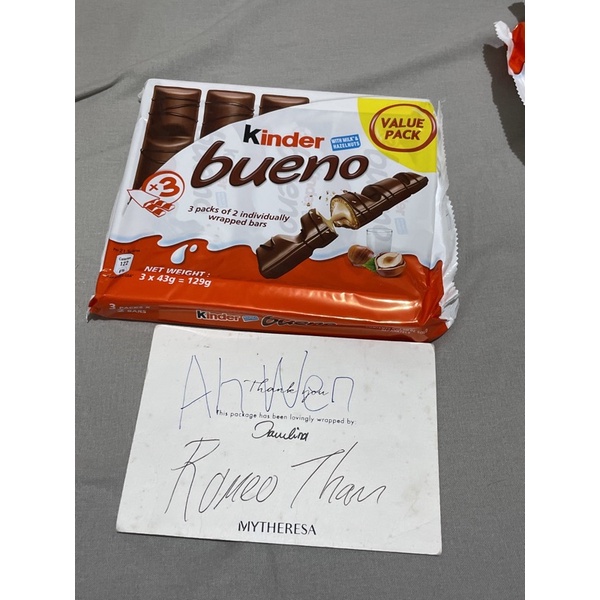 kinder
bueno
WITH MILK &
HAZELNUTS
VALUE
PACK
x3
3 packs of 2 individually
wrapped bars
NET WEIGHT :
3 x 43g = 129g
kinder bueno
Ah Wen
Thank you
This package has been lovingly wrapped by:
Romeo Than
MYTHERESA